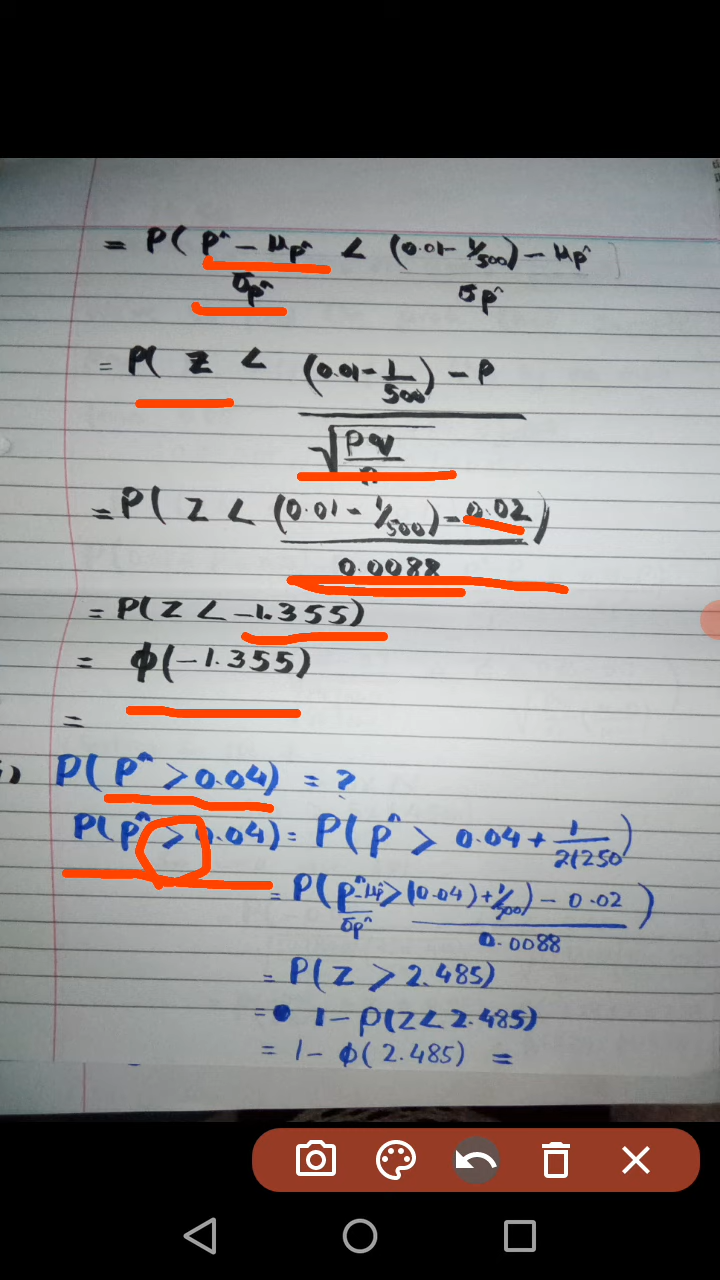 = P( p^ - μp^ < (0.01 - 1/500) - μp^
σp^ σp^
= P( Z < (0.01 - 1/500) - p
√pq/n
= P( Z < (0.01 - 1/500) - 0.02 )
0.0088
= P(Z < -1.355)
= ϕ(-1.355)
=
) P( p^ > 0.04) = ?
P(p^ > 0.04) = P( p^ > 0.04 + 1/2(250) )
= P( p^-μp^ > (0.04) + 1/500) - 0.02 )
σp^ 0.0088
= P(Z > 2.485)
= 1 - P(Z < 2.485)
= 1 - ϕ(2.485) =